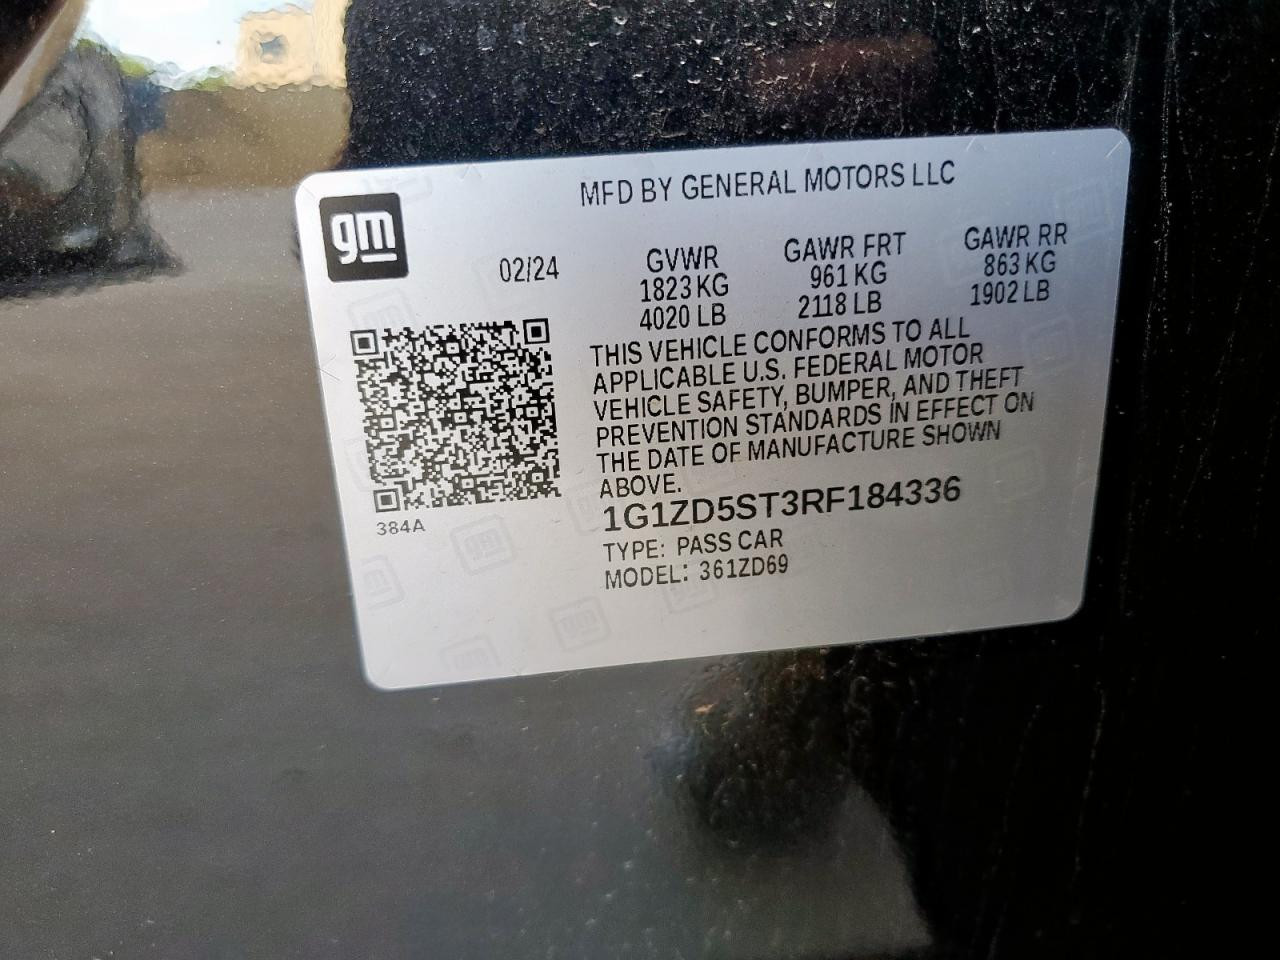 gm
MFD BY GENERAL MOTORS LLC
02/24
GVWR
1823 KG
4020 LB
GAWR FRT
961 KG
2118 LB
GAWR RR
863 KG
1902 LB
THIS VEHICLE CONFORMS TO ALL
APPLICABLE U.S. FEDERAL MOTOR
VEHICLE SAFETY, BUMPER, AND THEFT
PREVENTION STANDARDS IN EFFECT ON
THE DATE OF MANUFACTURE SHOWN
ABOVE.
384A
1G1ZD5ST3RF184336
TYPE: PASS CAR
MODEL: 361ZD69